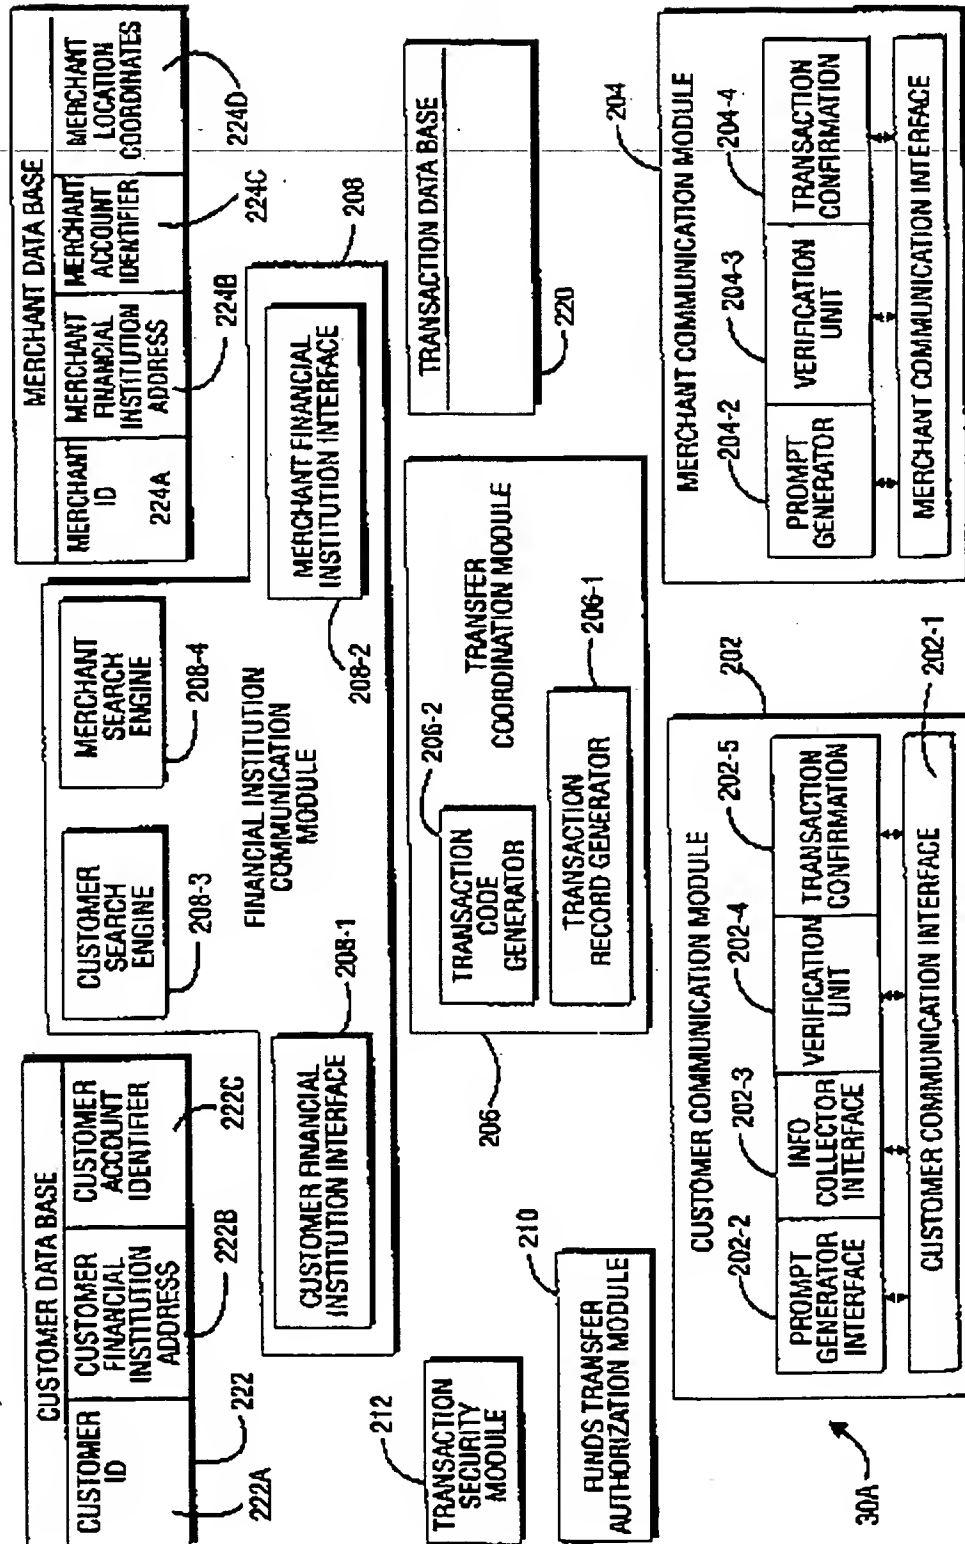 CUSTOMER DATA BASE
CUSTOMER
ID
222A
CUSTOMER
FINANCIAL
INSTITUTION
ADDRESS
222B
CUSTOMER
ACCOUNT
IDENTIFIER
222C
222
MERCHANT DATA BASE
MERCHANT
ID
224A
MERCHANT
FINANCIAL
INSTITUTION
ADDRESS
224B
MERCHANT
ACCOUNT
IDENTIFIER
224C
MERCHANT
LOCATION
COORDINATES
224D
CUSTOMER
SEARCH
ENGINE
208-3
MERCHANT
SEARCH
ENGINE
208-4
FINANCIAL INSTITUTION
COMMUNICATION
MODULE
208
CUSTOMER FINANCIAL
INSTITUTION INTERFACE
208-1
MERCHANT FINANCIAL
INSTITUTION INTERFACE
208-2
TRANSACTION
SECURITY
MODULE
212
FUNDS TRANSFER
AUTHORIZATION MODULE
210
206
TRANSACTION
CODE
GENERATOR
206-2
TRANSFER
COORDINATION MODULE
TRANSACTION
RECORD GENERATOR
206-1
TRANSACTION DATA BASE
220
30A
CUSTOMER COMMUNICATION MODULE
202
202-2
202-3
202-4
202-5
PROMPT
GENERATOR
INTERFACE
INFO
COLLECTOR
INTERFACE
VERIFICATION
UNIT
TRANSACTION
CONFIRMATION
CUSTOMER COMMUNICATION INTERFACE
202-1
MERCHANT COMMUNICATION MODULE
204
204-2
204-3
204-4
PROMPT
GENERATOR
VERIFICATION
UNIT
TRANSACTION
CONFIRMATION
MERCHANT COMMUNICATION INTERFACE